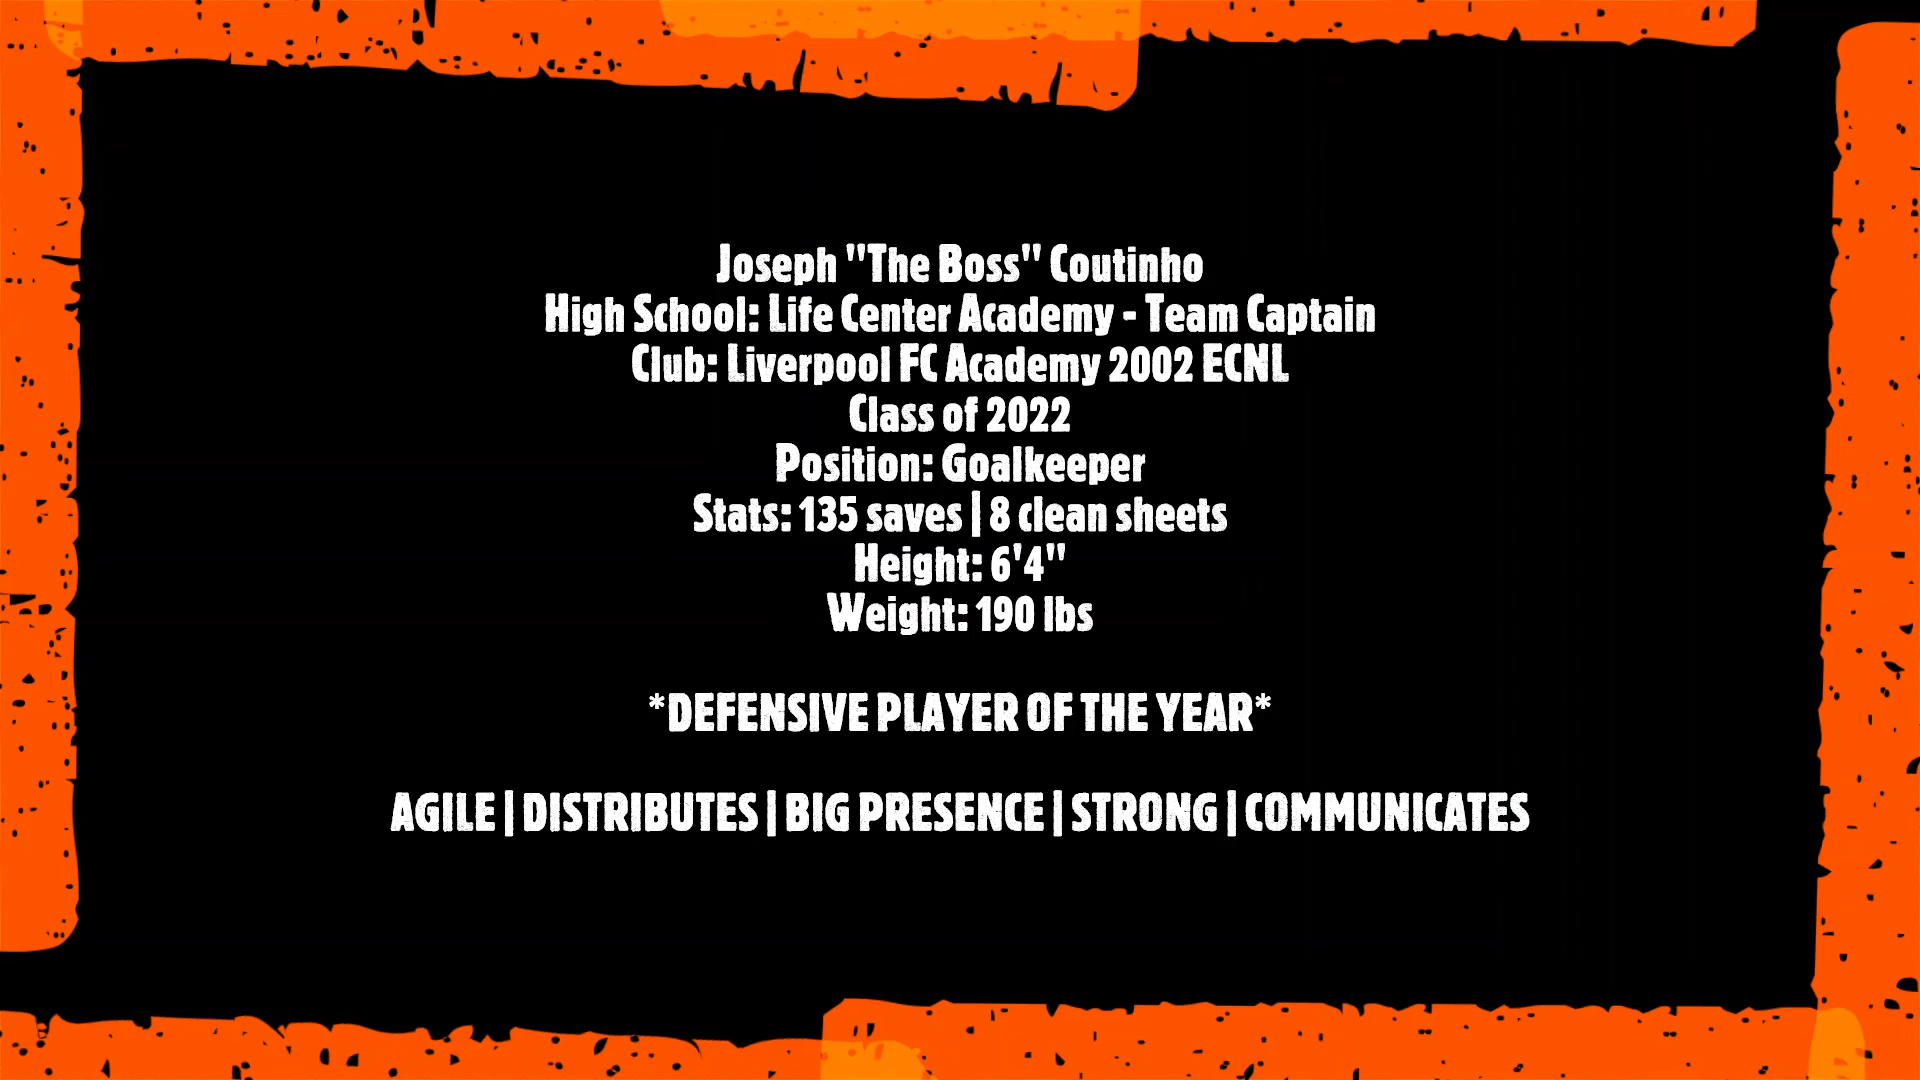 Joseph "The Boss" Coutinho
High School: Life Center Academy - Team Captain
Club: Liverpool FC Academy 2002 ECNL
Class of 2022
Position: Goalkeeper
Stats: 135 saves | 8 clean sheets
Height: 6'4"
Weight: 190 lbs
*DEFENSIVE PLAYER OF THE YEAR*
AGILE | DISTRIBUTES | BIG PRESENCE | STRONG | COMMUNICATES